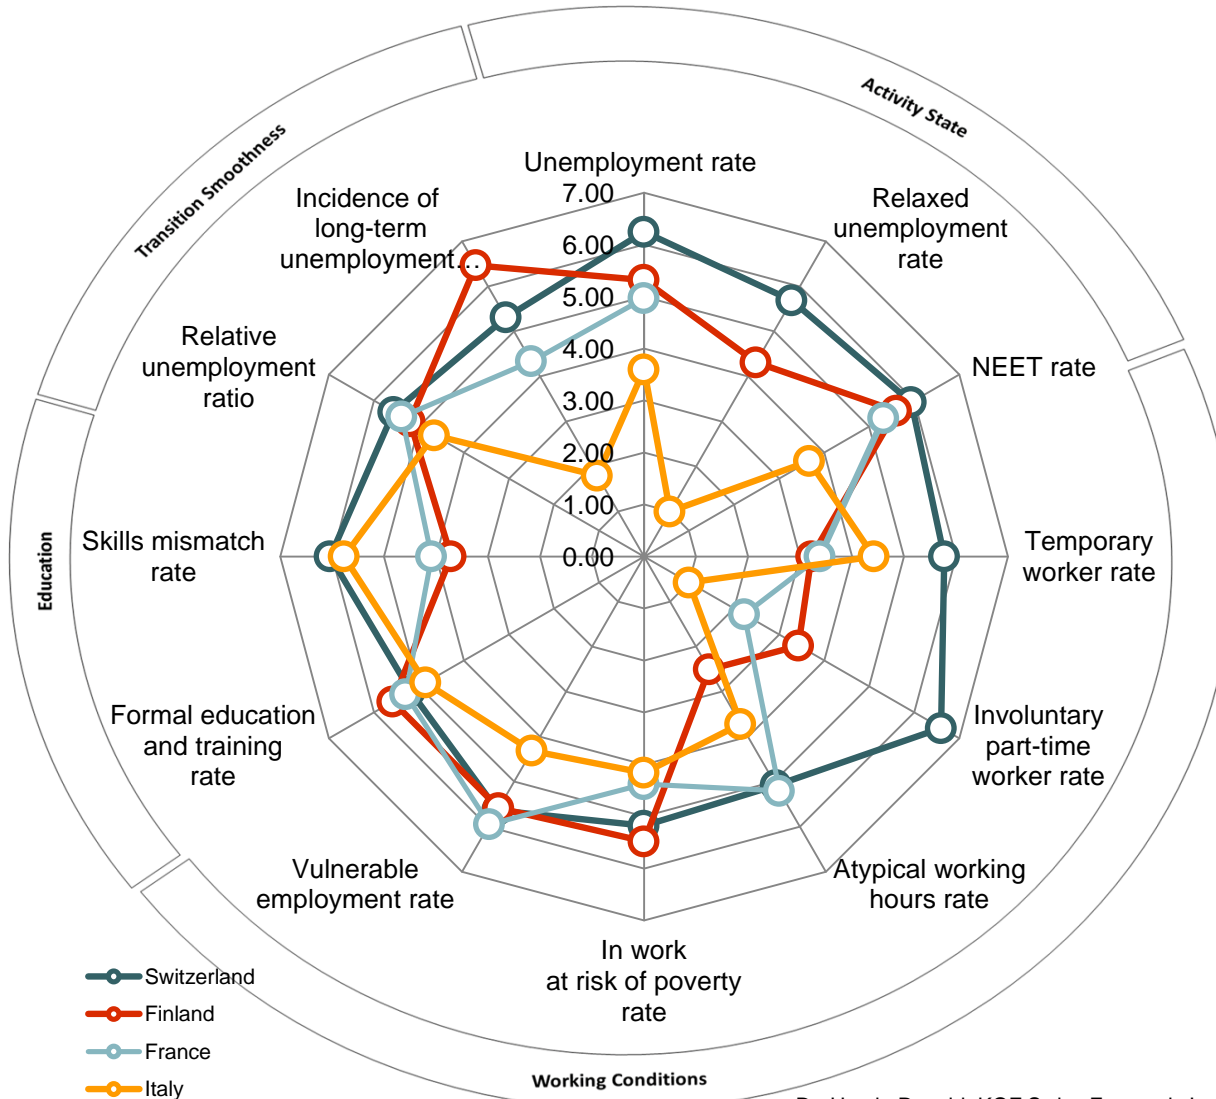 Activity State
Transition Smoothness
Unemployment rate
Incidence of
long-term
unemployment…
Relaxed
unemployment
rate
7.00
6.00
5.00
4.00
3.00
2.00
1.00
0.00
Relative
unemployment
ratio
NEET rate
Education
Skills mismatch
rate
Temporary
worker rate
Formal education
and training
rate
Involuntary
part-time
worker rate
Vulnerable
employment rate
Atypical working
hours rate
In work
at risk of poverty
rate
Switzerland
Finland
France
Italy
Working Conditions